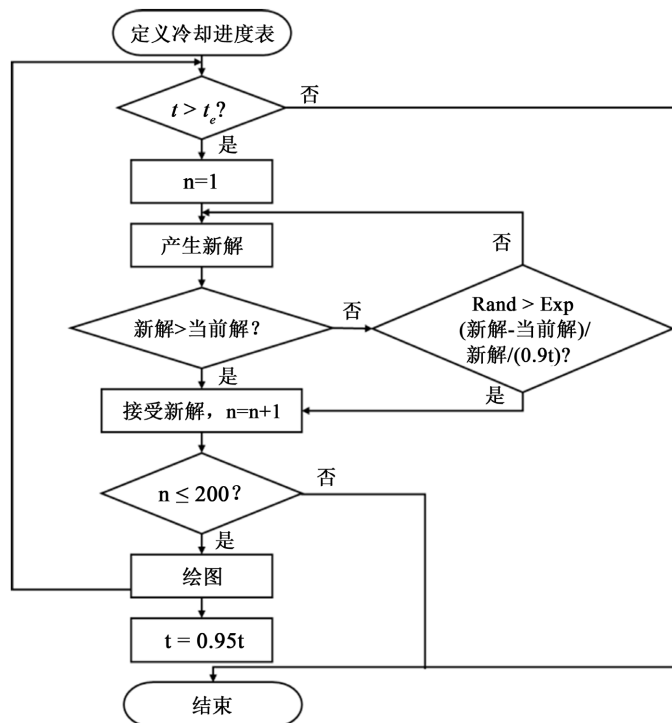 定义冷却进度表
t > te?
否
是
n=1
产生新解
否
新解>当前解?
否
Rand > Exp
(新解-当前解)/
新解/(0.9t)?
是
是
接受新解，n=n+1
n ≤ 200?
否
是
绘图
t = 0.95t
结束